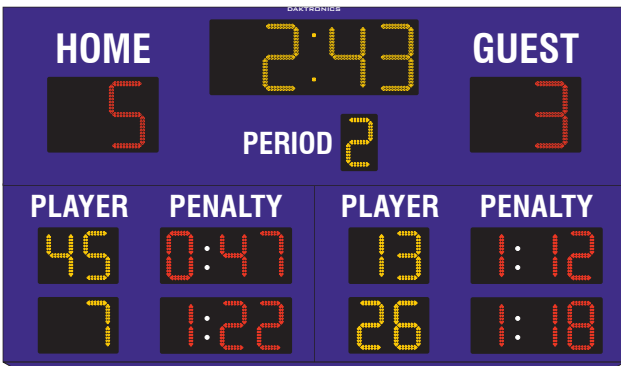 DAKTRONICS
HOME 2:43 GUEST
5 PERIOD 2 3
PLAYER PENALTY PLAYER PENALTY
45 0:47 13 1:12
7 1:22 26 1:18